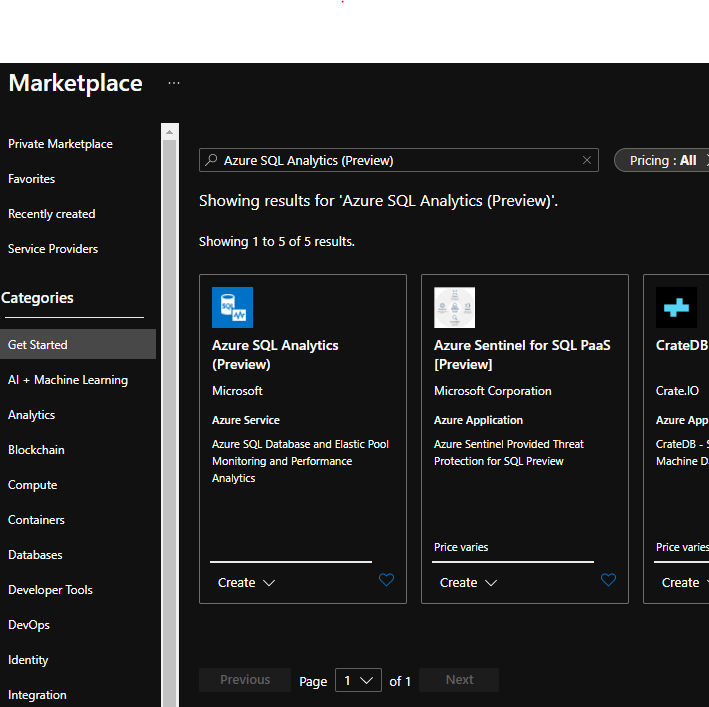 Marketplace ...
Private Marketplace
Favorites
Recently created
Service Providers
Categories
Get Started
AI + Machine Learning
Analytics
Blockchain
Compute
Containers
Databases
Developer Tools
DevOps
Identity
Integration
Azure SQL Analytics (Preview)
Pricing : All
Showing results for 'Azure SQL Analytics (Preview)'.
Showing 1 to 5 of 5 results.
SQL
Azure SQL Analytics
(Preview)
Microsoft
Azure Service
Azure SQL Database and Elastic Pool
Monitoring and Performance
Analytics
Create
Azure Sentinel for SQL PaaS
[Preview]
Microsoft Corporation
Azure Application
Azure Sentinel Provided Threat
Protection for SQL Preview
Price varies
Create
CrateDB
Crate.IO
Azure App
CrateDB - S
Machine D
Price varies
Create
Previous
Page 1 of 1
Next